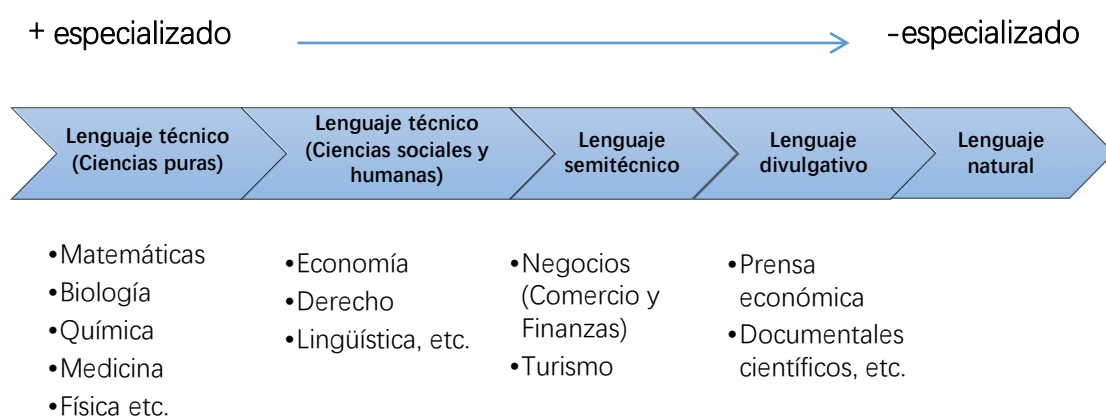 + especializado
-especializado
Lenguaje técnico
(Ciencias puras)
Lenguaje técnico
(Ciencias sociales y
humanas)
Lenguaje
semitécnico
Lenguaje
divulgativo
Lenguaje
natural
•Matemáticas
•Biología
•Química
•Medicina
•Física etc.
•Economía
•Derecho
•Lingüística, etc.
•Negocios
(Comercio y
Finanzas)
•Turismo
•Prensa
económica
•Documentales
científicos, etc.